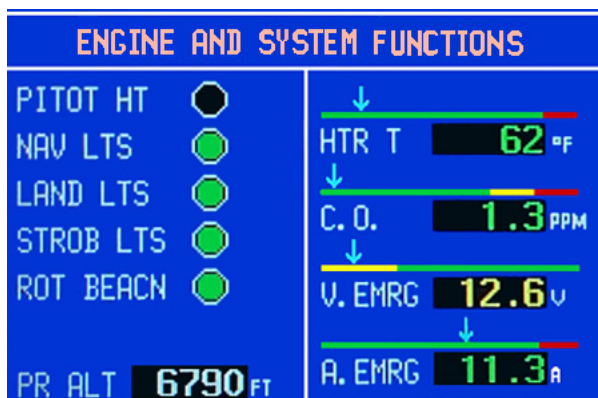 ENGINE AND SYSTEM FUNCTIONS
PITOT HT
NAV LTS
LAND LTS
STROB LTS
ROT BEACN
PR ALT 6790 FT
HTR T 62 °F
C.O. 1.3 PPM
V.EMRG 12.6 V
A.EMRG 11.3 A